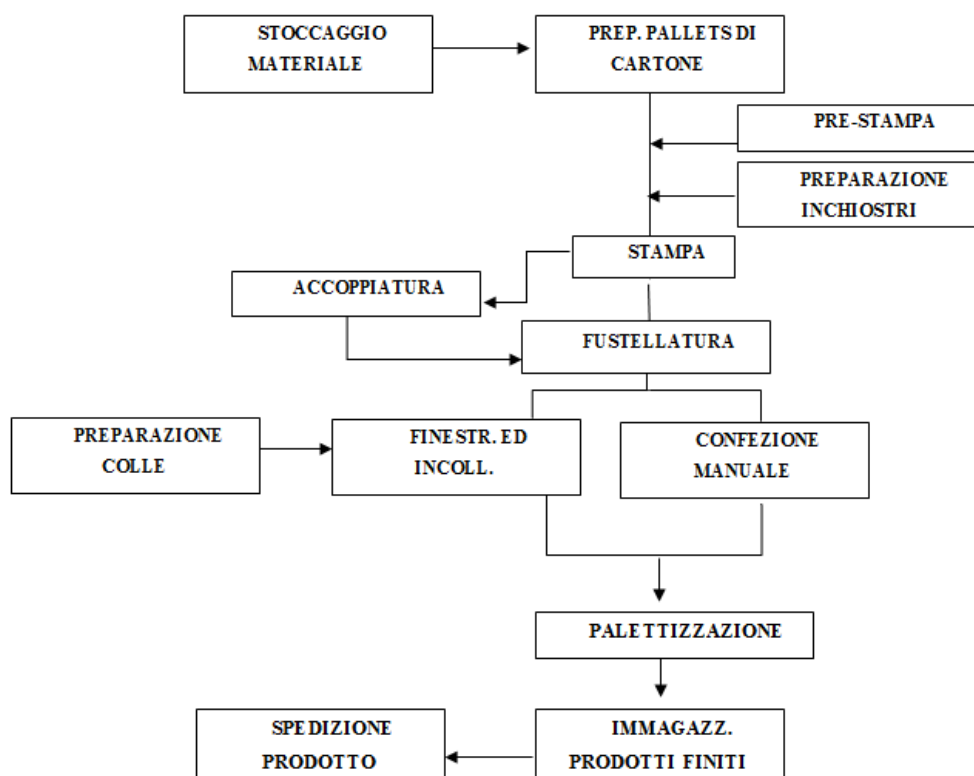 STOCCAGGIO
MATERIALE
PREP. PALLETS DI
CARTONE
PRE-STAMPA
PREPARAZIONE
INCHIOSTRI
STAMPA
ACCOPPIATURA
FUSTELLATURA
PREPARAZIONE
COLLE
FINESTR. ED
INCOLL.
CONFEZIONE
MANUALE
PALETTIZZAZIONE
SPEDIZIONE
PRODOTTO
IMMAGAZZ.
PRODOTTI FINITI